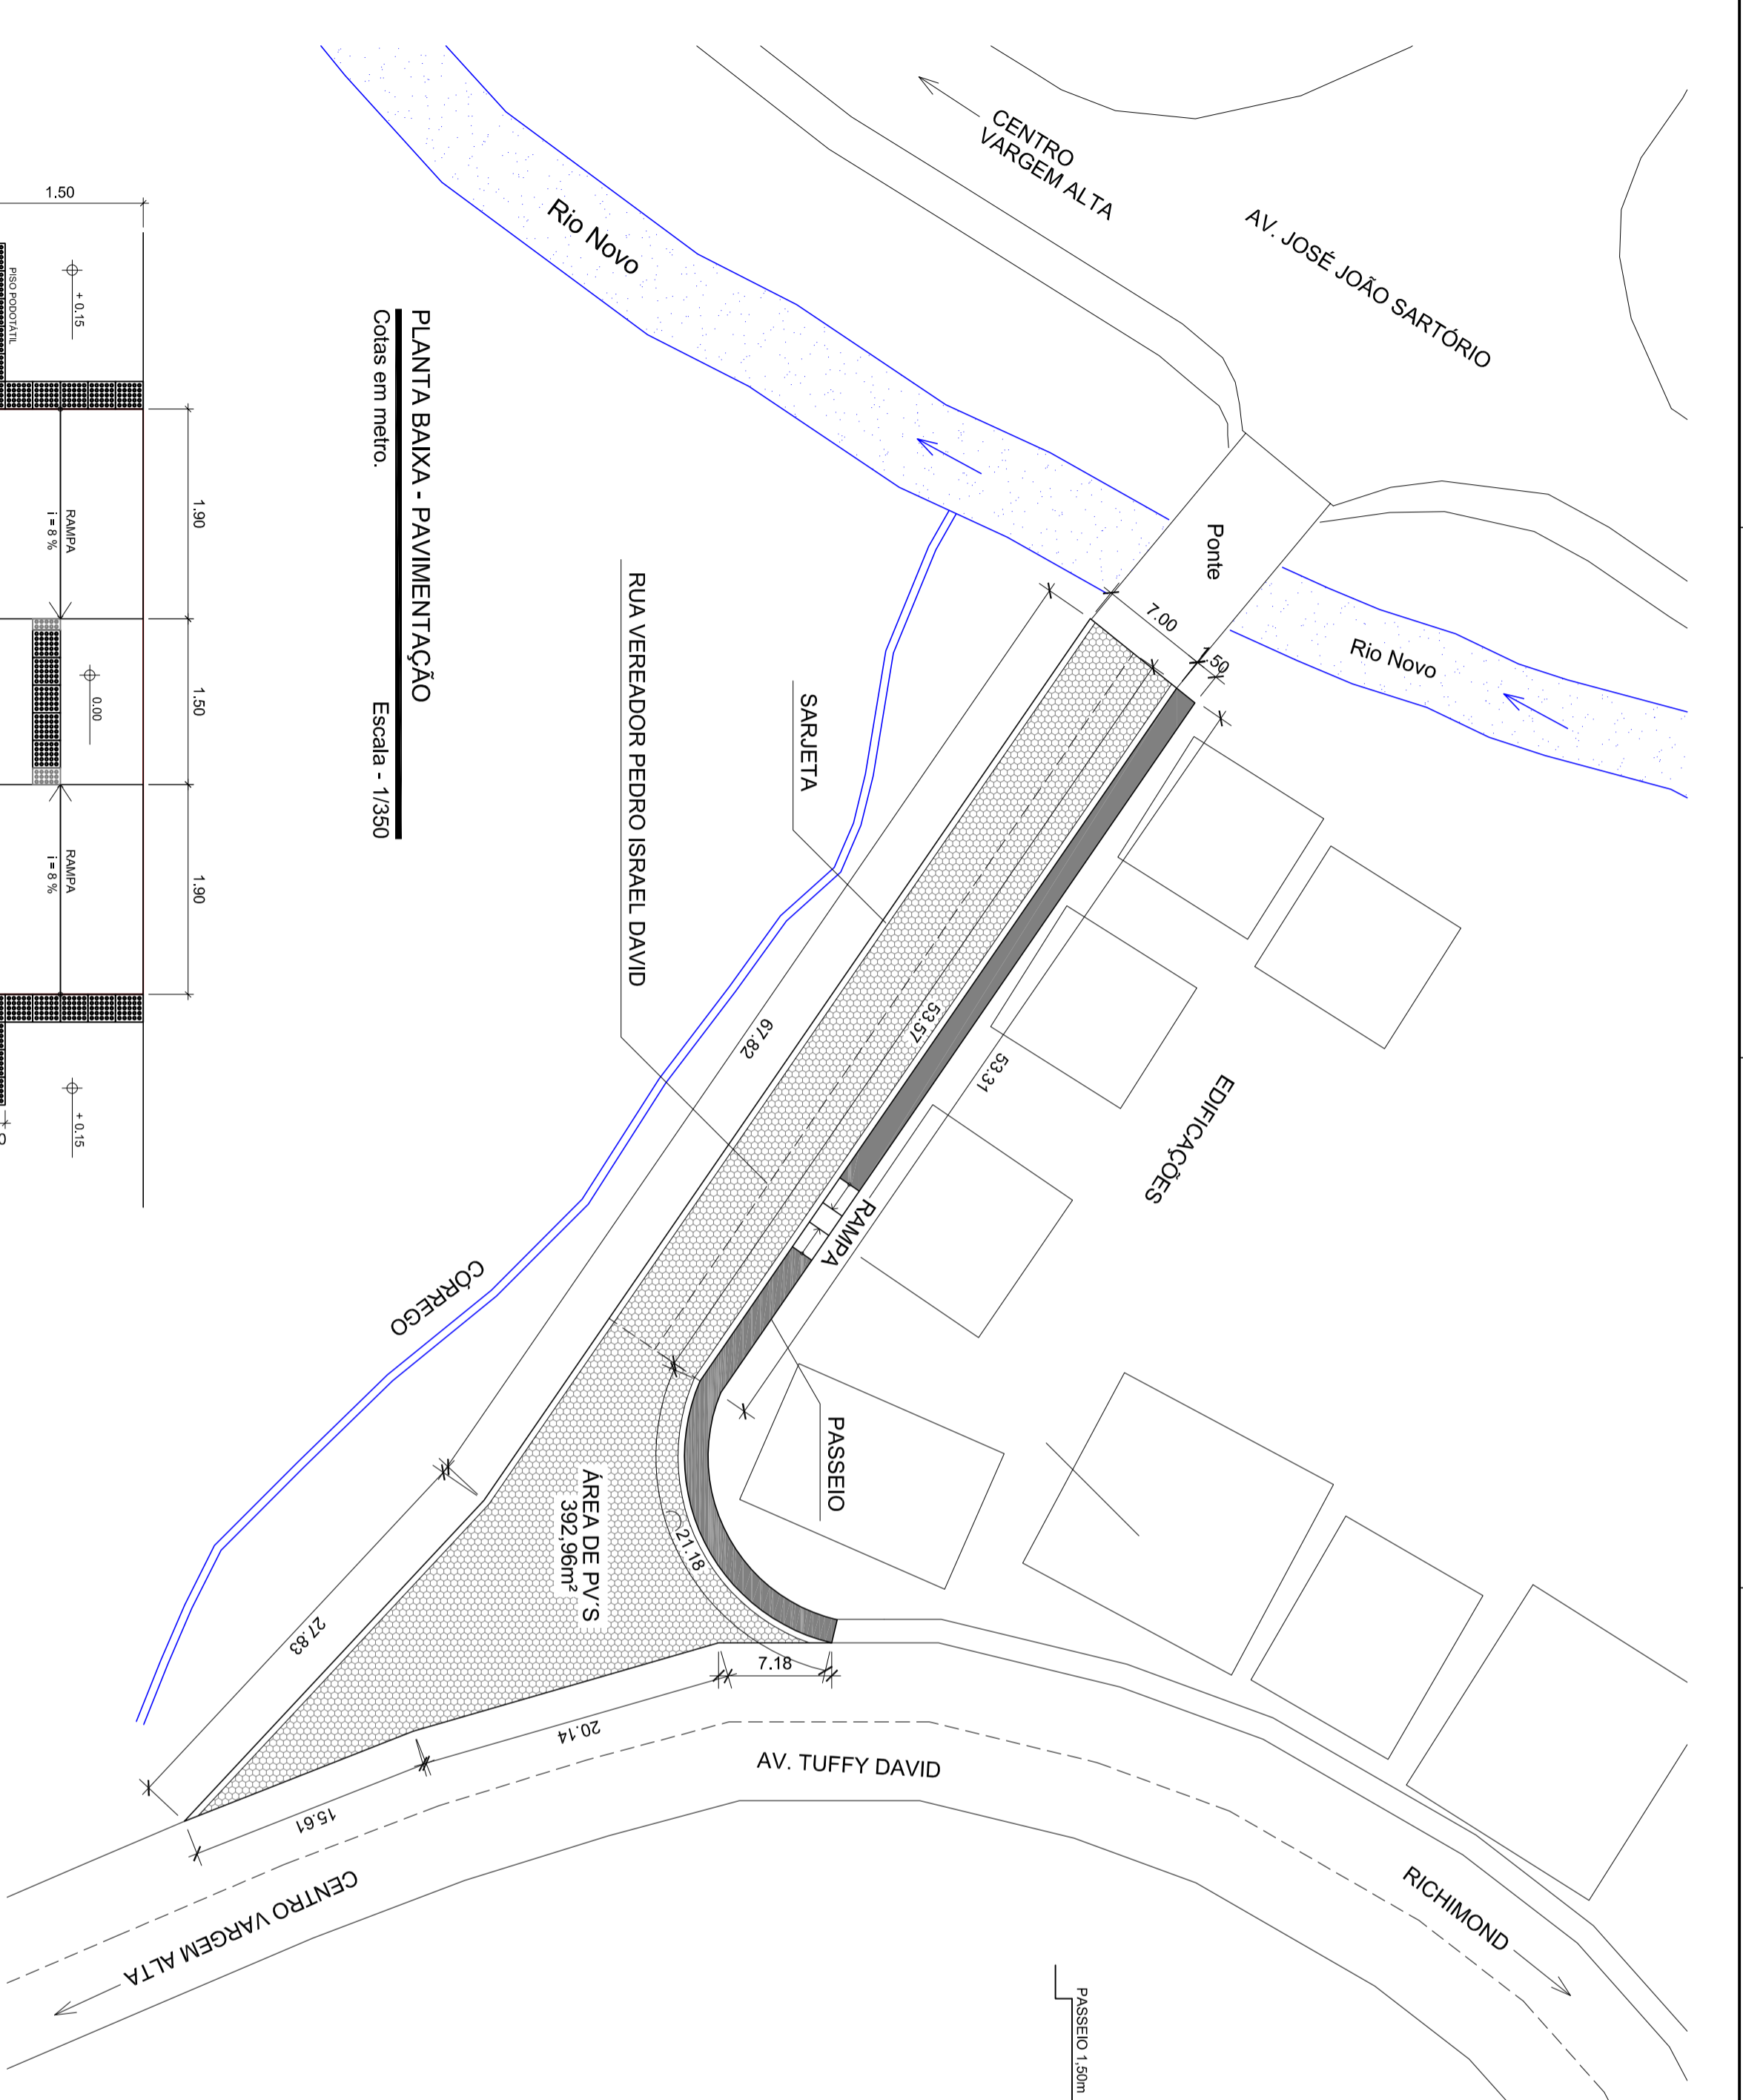 CENTRO
VARGEM ALTA
AV. JOSÉ JOÃO SARTÓRIO
Rio Novo
Ponte
Rio Novo
7.00
1.50
PLANTA BAIXA - PAVIMENTAÇÃO
Cotas em metro.
Escala - 1/350
RUA VEREADOR PEDRO ISRAEL DAVID
SARJETA
67.82
53.57
53.31
EDIFICAÇÕES
RAMPA
PASSEIO
CÓRREGO
ÁREA DE PV´S
392,96m²
21.18
27.83
7.18
20.14
15.61
AV. TUFFY DAVID
CENTRO VARGEM ALTA
RICHIMOND
PASSEIO 1,50m
1.50
+ 0.15
PISO PODOTÁTIL
1.90
RAMPA
i = 8 %
0.00
1.50
RAMPA
i = 8 %
1.90
+ 0.15